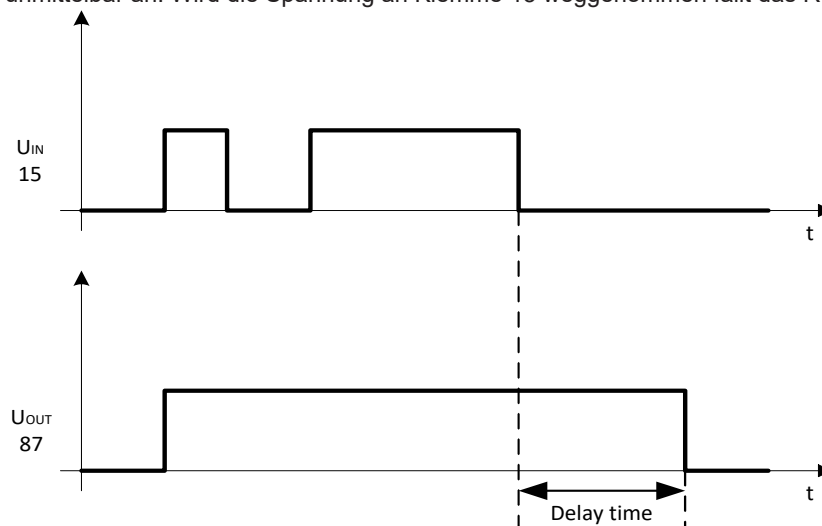 unmittelbar an. Wird die Spannung an Klemme 15 weggenommen fällt das
UIN
15
t
UOUT
87
t
Delay time